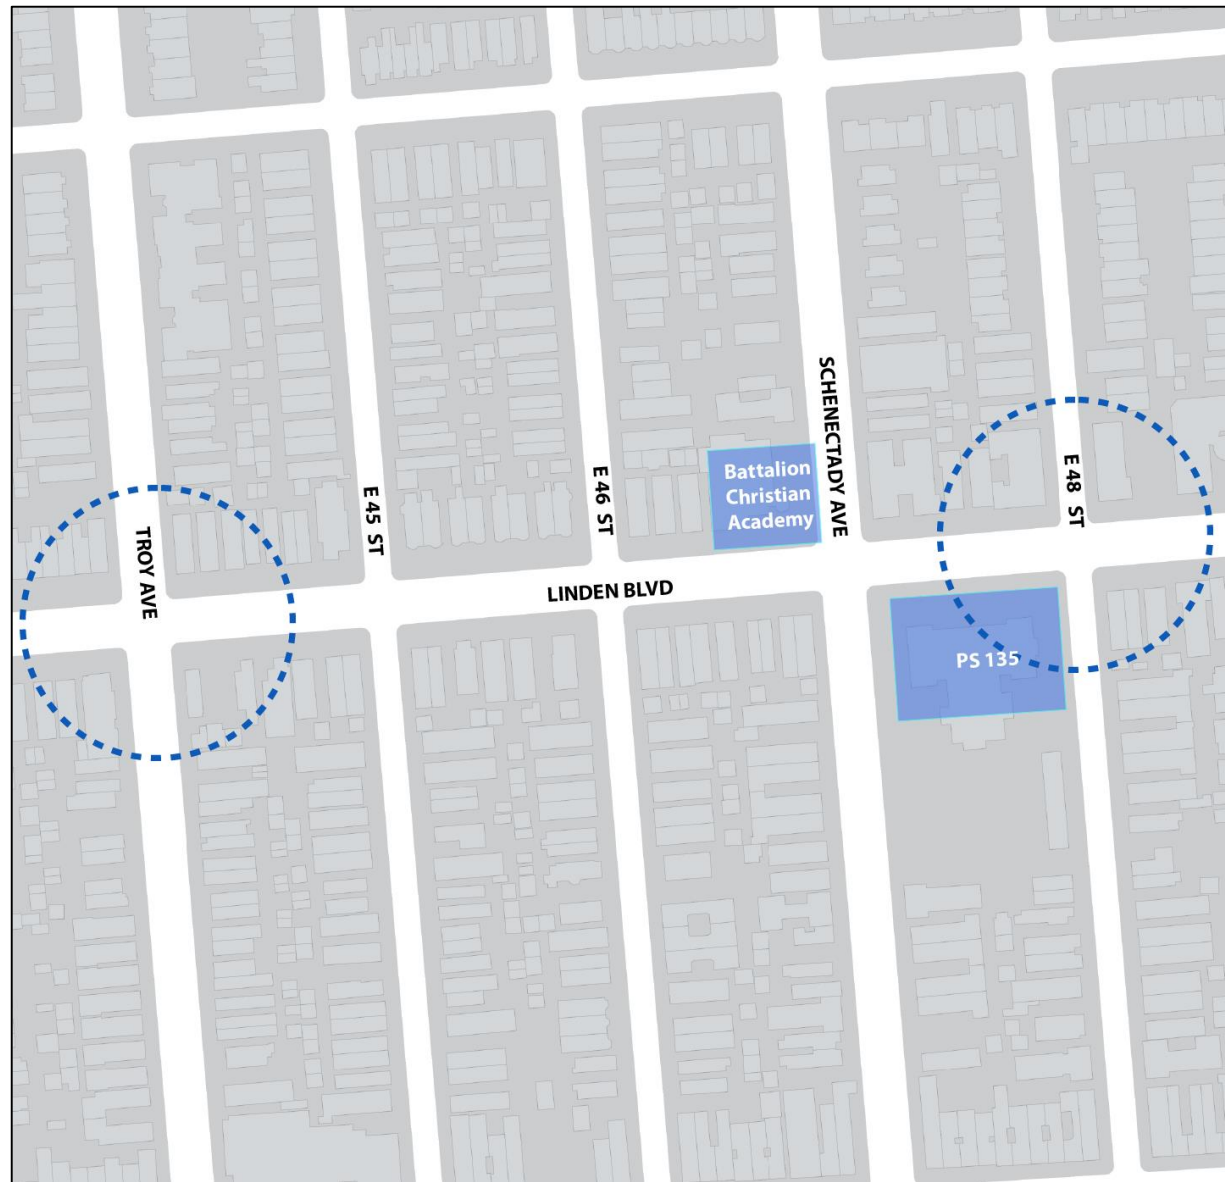 SCHENECTADY AVE
Battalion
Christian
Academy
E 46 ST
E 48 ST
E 45 ST
TROY AVE
LINDEN BLVD
PS 135